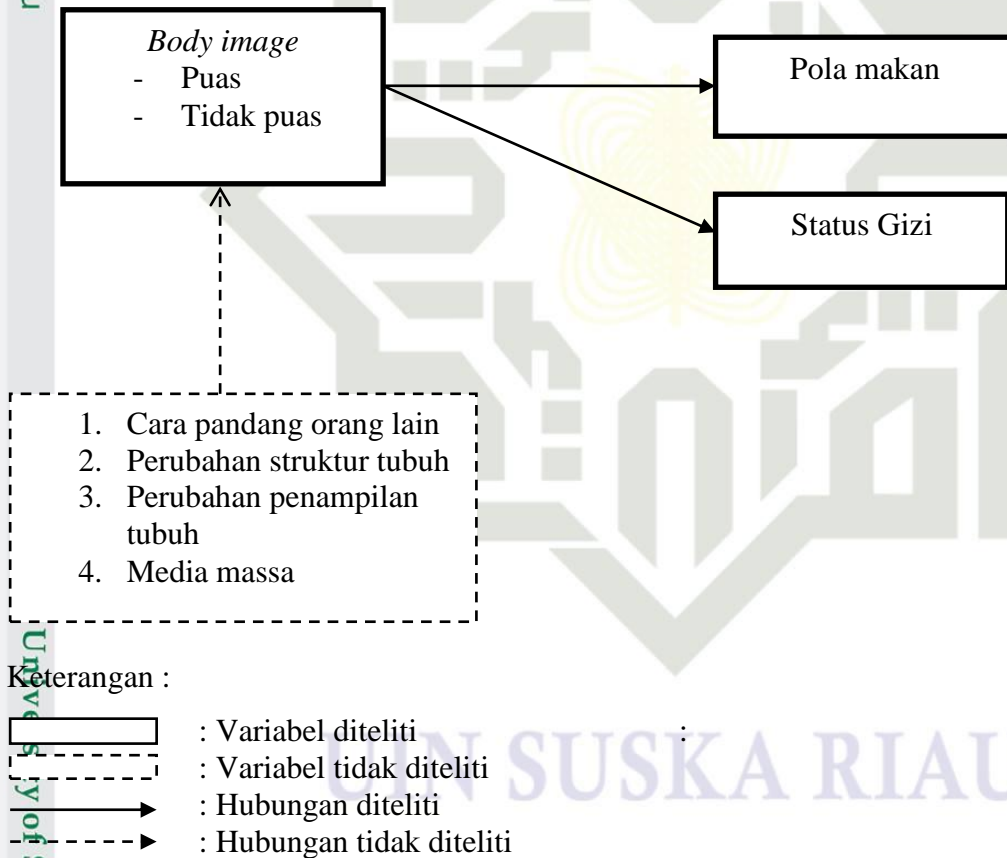 Body image
- Puas
- Tidak puas
Pola makan
Status Gizi
1. Cara pandang orang lain
2. Perubahan struktur tubuh
3. Perubahan penampilan
tubuh
4. Media massa
Keterangan :
: Variabel diteliti :
: Variabel tidak diteliti
: Hubungan diteliti
: Hubungan tidak diteliti
UIN SUSKA RIAU